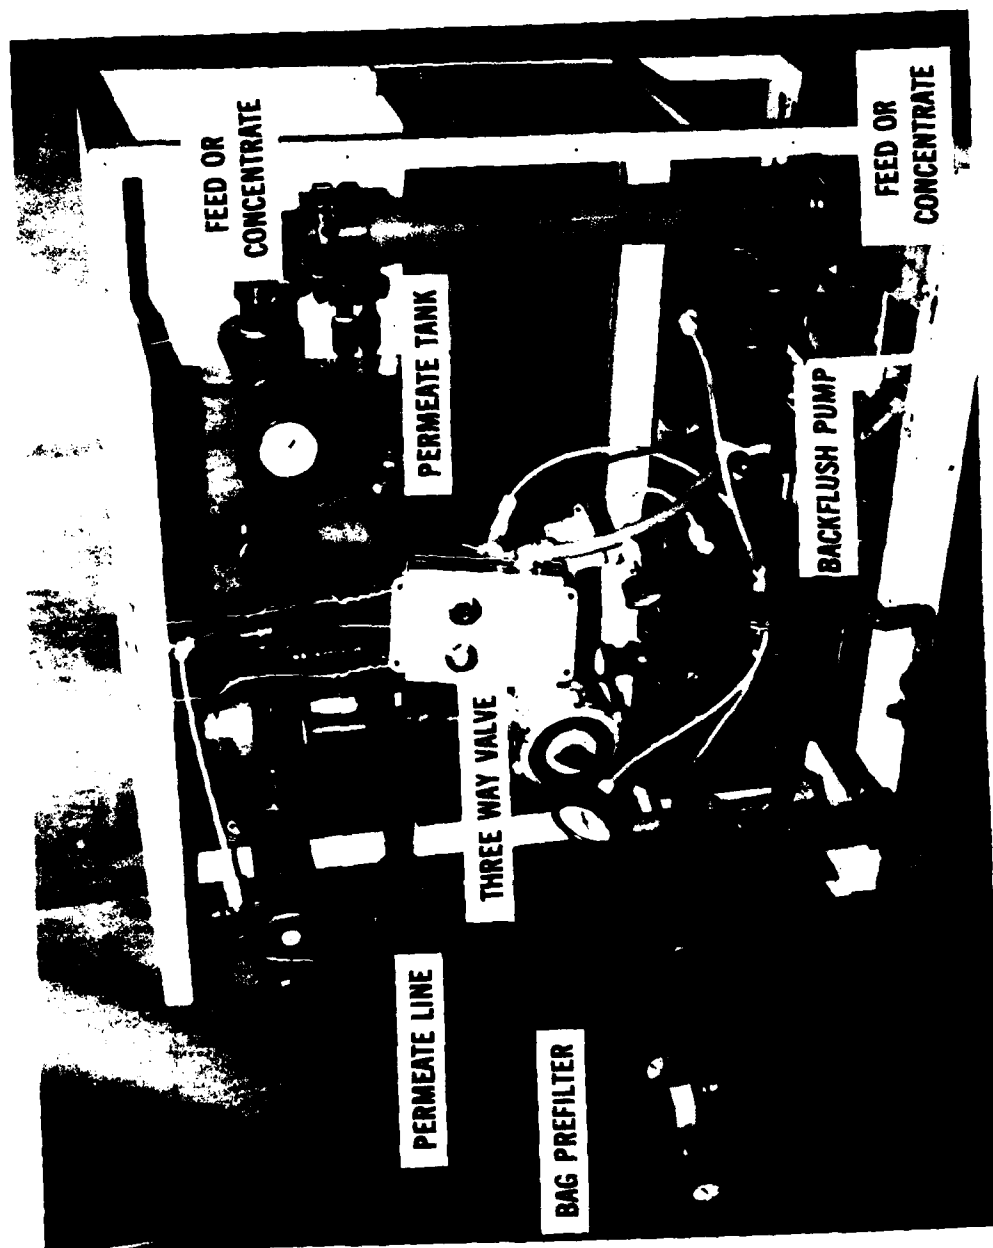 FEED OR
CONCENTRATE
PERMEATE TANK
THREE WAY VALVE
PERMEATE LINE
BAG PREFILTER
BACKFLUSH PUMP
FEED OR
CONCENTRATE